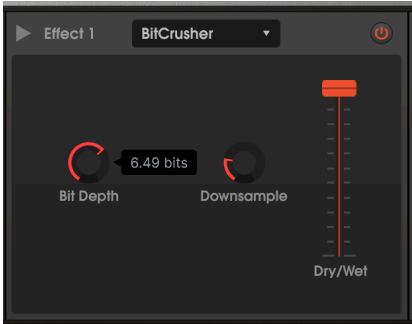 Effect 1
BitCrusher
6.49 bits
Bit Depth
Downsample
Dry/Wet